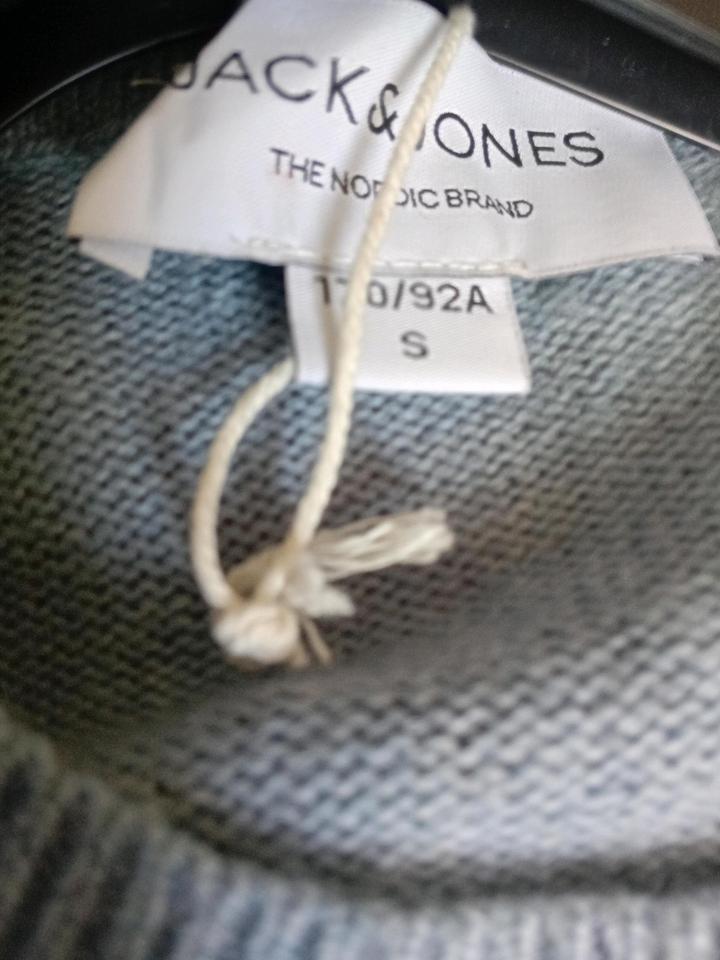 JACK & JONES
THE NORDIC BRAND
170/92A
S